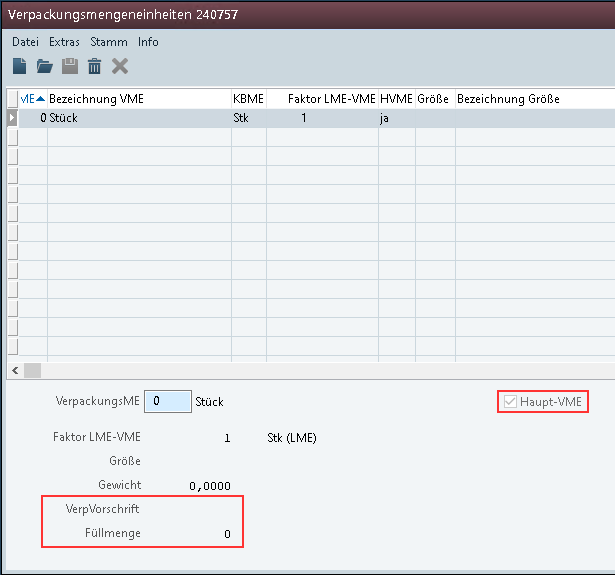 Verpackungsmengeneinheiten 240757
Datei Extras Stamm Info
VME Bezeichnung VME KBME Faktor LME-VME HVME Größe Bezeichnung Größe
0 Stück Stk 1 ja
VerpackungsME 0 Stück Haupt-VME
Faktor LME-VME 1 Stk (LME)
Größe
Gewicht 0,0000
VerpVorschrift
Füllmenge 0